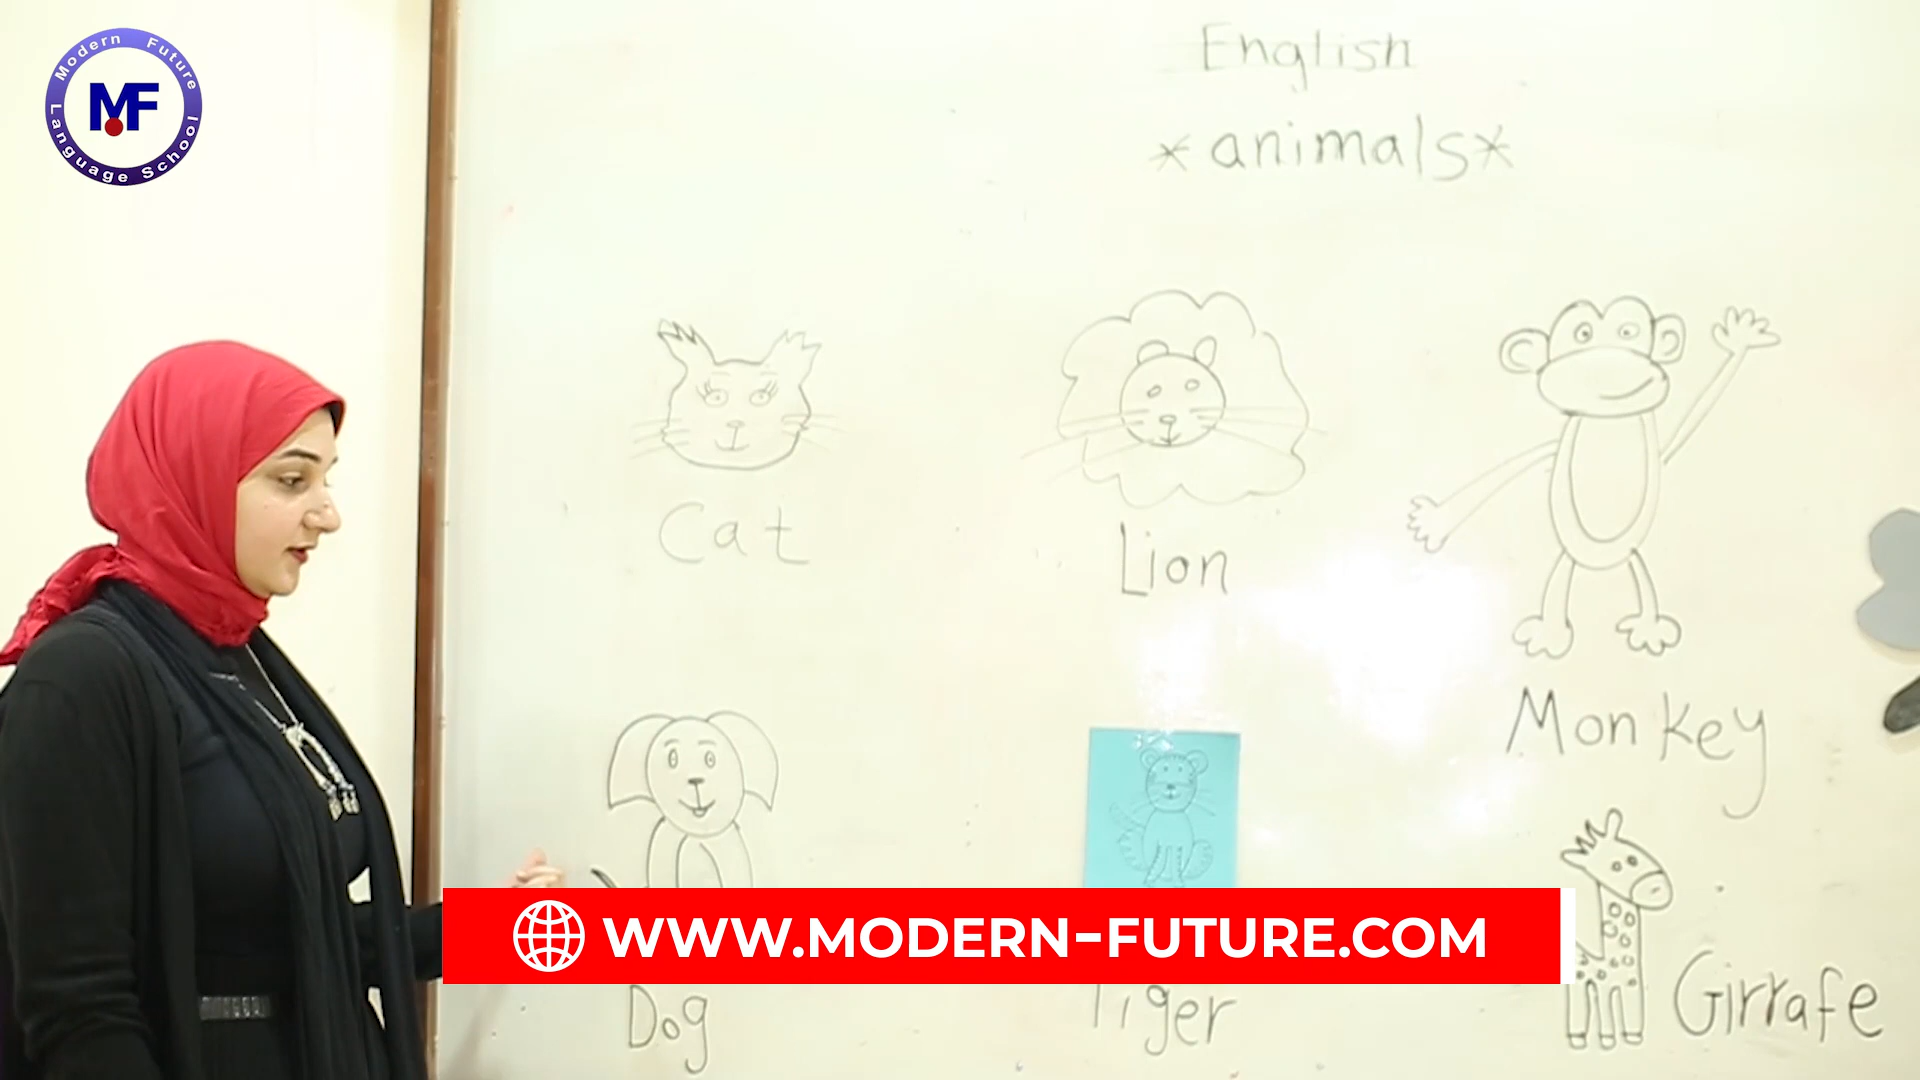 Modern Future
MF
Language School
English
*animals*
Cat
Lion
Monkey
WWW.MODERN-FUTURE.COM
Dog
Tiger
Girrafe